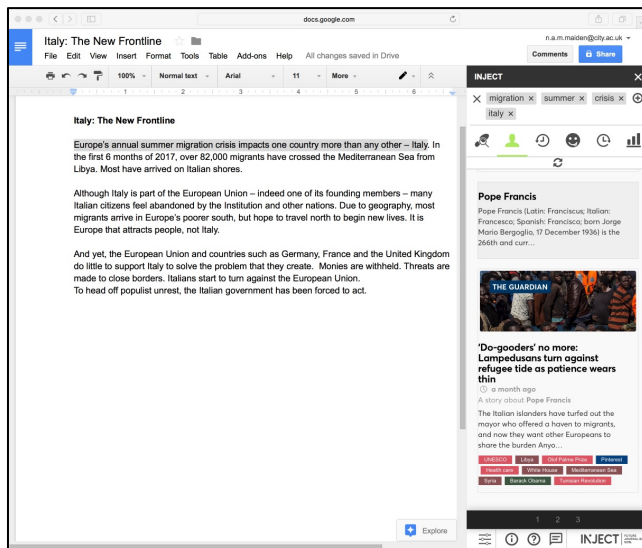 docs.google.com
Italy: The New Frontline
n.a.m.maiden@city.ac.uk
File Edit View Insert Format Tools Table Add-ons Help All changes saved in Drive
Comments
Share
100% Normal text Arial 11 More
1 2 3 4 5 6
Italy: The New Frontline
Europe's annual summer migration crisis impacts one country more than any other – Italy. In
the first 6 months of 2017, over 82,000 migrants have crossed the Mediterranean Sea from
Libya. Most have arrived on Italian shores.
Although Italy is part of the European Union – indeed one of its founding members – many
Italian citizens feel abandoned by the Institution and other nations. Due to geography, most
migrants arrive in Europe's poorer south, but hope to travel north to begin new lives. It is
Europe that attracts people, not Italy.
And yet, the European Union and countries such as Germany, France and the United Kingdom
do little to support Italy to solve the problem that they create. Monies are withheld. Threats are
made to close borders. Italians start to turn against the European Union.
To head off populist unrest, the Italian government has been forced to act.
Explore
INJECT X
migration × summer × crisis ×
italy ×
Pope Francis
Pope Francis (Latin: Franciscus; Italian:
Francesco; Spanish: Francisco; born Jorge
Mario Bergoglio, 17 December 1936) is the
266th and curr...
THE GUARDIAN
'Do-gooders' no more:
Lampedusans turn against
refugee tide as patience wears
thin
a month ago
A story about Pope Francis
The Italian islanders have turfed out the
mayor who offered a haven to migrants,
and now they want other Europeans to
share the burden Anyo...
UNESCO Libya Olof Palme Prize Pinterest
Health care White House Mediterranean Sea
Syria Barack Obama Tunisian Revolution
1 2 3
INJECT